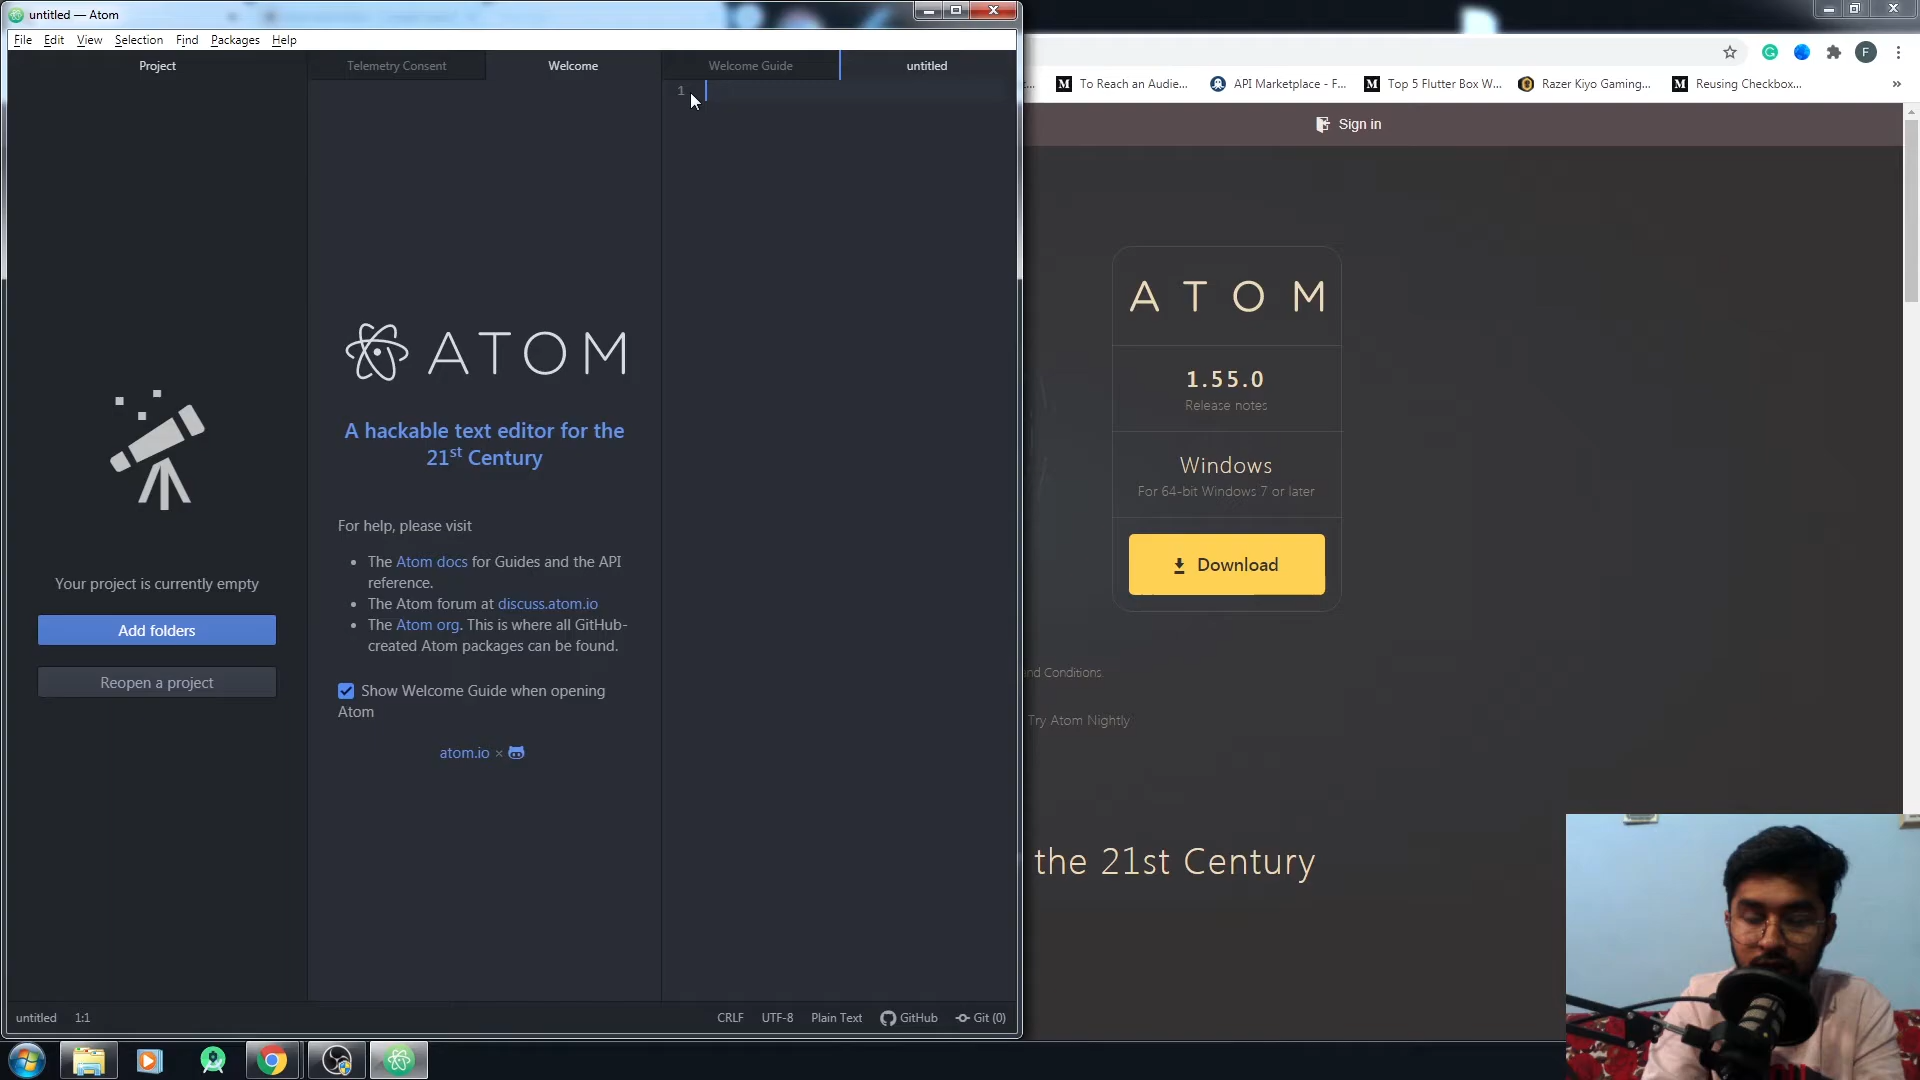 untitled — Atom
File Edit View Selection Find Packages Help
Project
Telemetry Consent
Welcome
Welcome Guide
untitled
1
ATOM
A hackable text editor for the
21st Century
For help, please visit
The Atom docs for Guides and the API
reference.
The Atom forum at discuss.atom.io
The Atom org. This is where all GitHub-
created Atom packages can be found.
Show Welcome Guide when opening
Atom
atom.io ×
Your project is currently empty
Add folders
Reopen a project
untitled 1:1
CRLF UTF-8 Plain Text GitHub Git (0)
F
To Reach an Audie... API Marketplace - F... Top 5 Flutter Box W... Razer Kiyo Gaming... Reusing Checkbox... »
Sign in
ATOM
1.55.0
Release notes
Windows
For 64-bit Windows 7 or later
Download
and Conditions.
Try Atom Nightly
the 21st Century